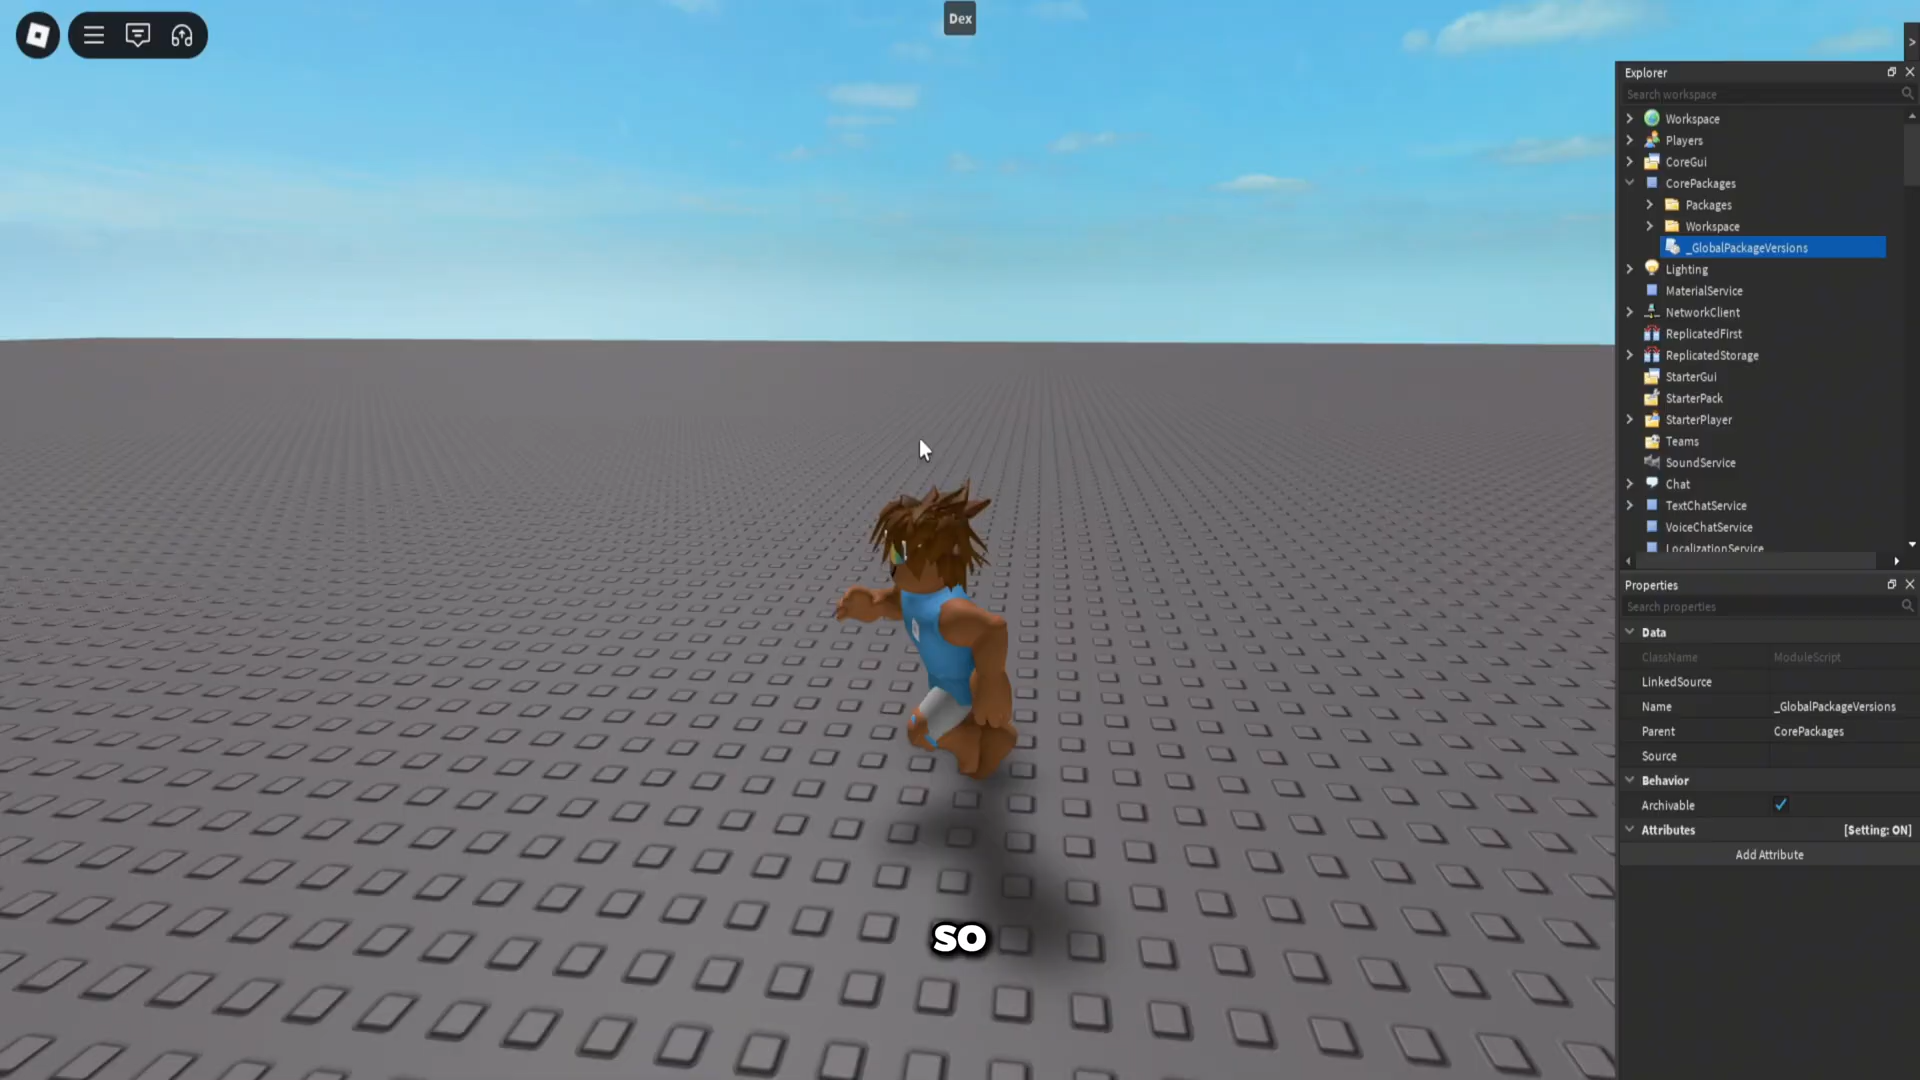 Dex
>
Explorer
Search workspace
Workspace
Players
CoreGui
CorePackages
Packages
Workspace
_GlobalPackageVersions
Lighting
MaterialService
NetworkClient
ReplicatedFirst
ReplicatedStorage
StarterGui
StarterPack
StarterPlayer
Teams
SoundService
Chat
TextChatService
VoiceChatService
LocalizationService
Properties
Search properties
Data
ClassName ModuleScript
LinkedSource
Name _GlobalPackageVersions
Parent CorePackages
Source
Behavior
Archivable
Attributes [Setting: ON]
Add Attribute
SO